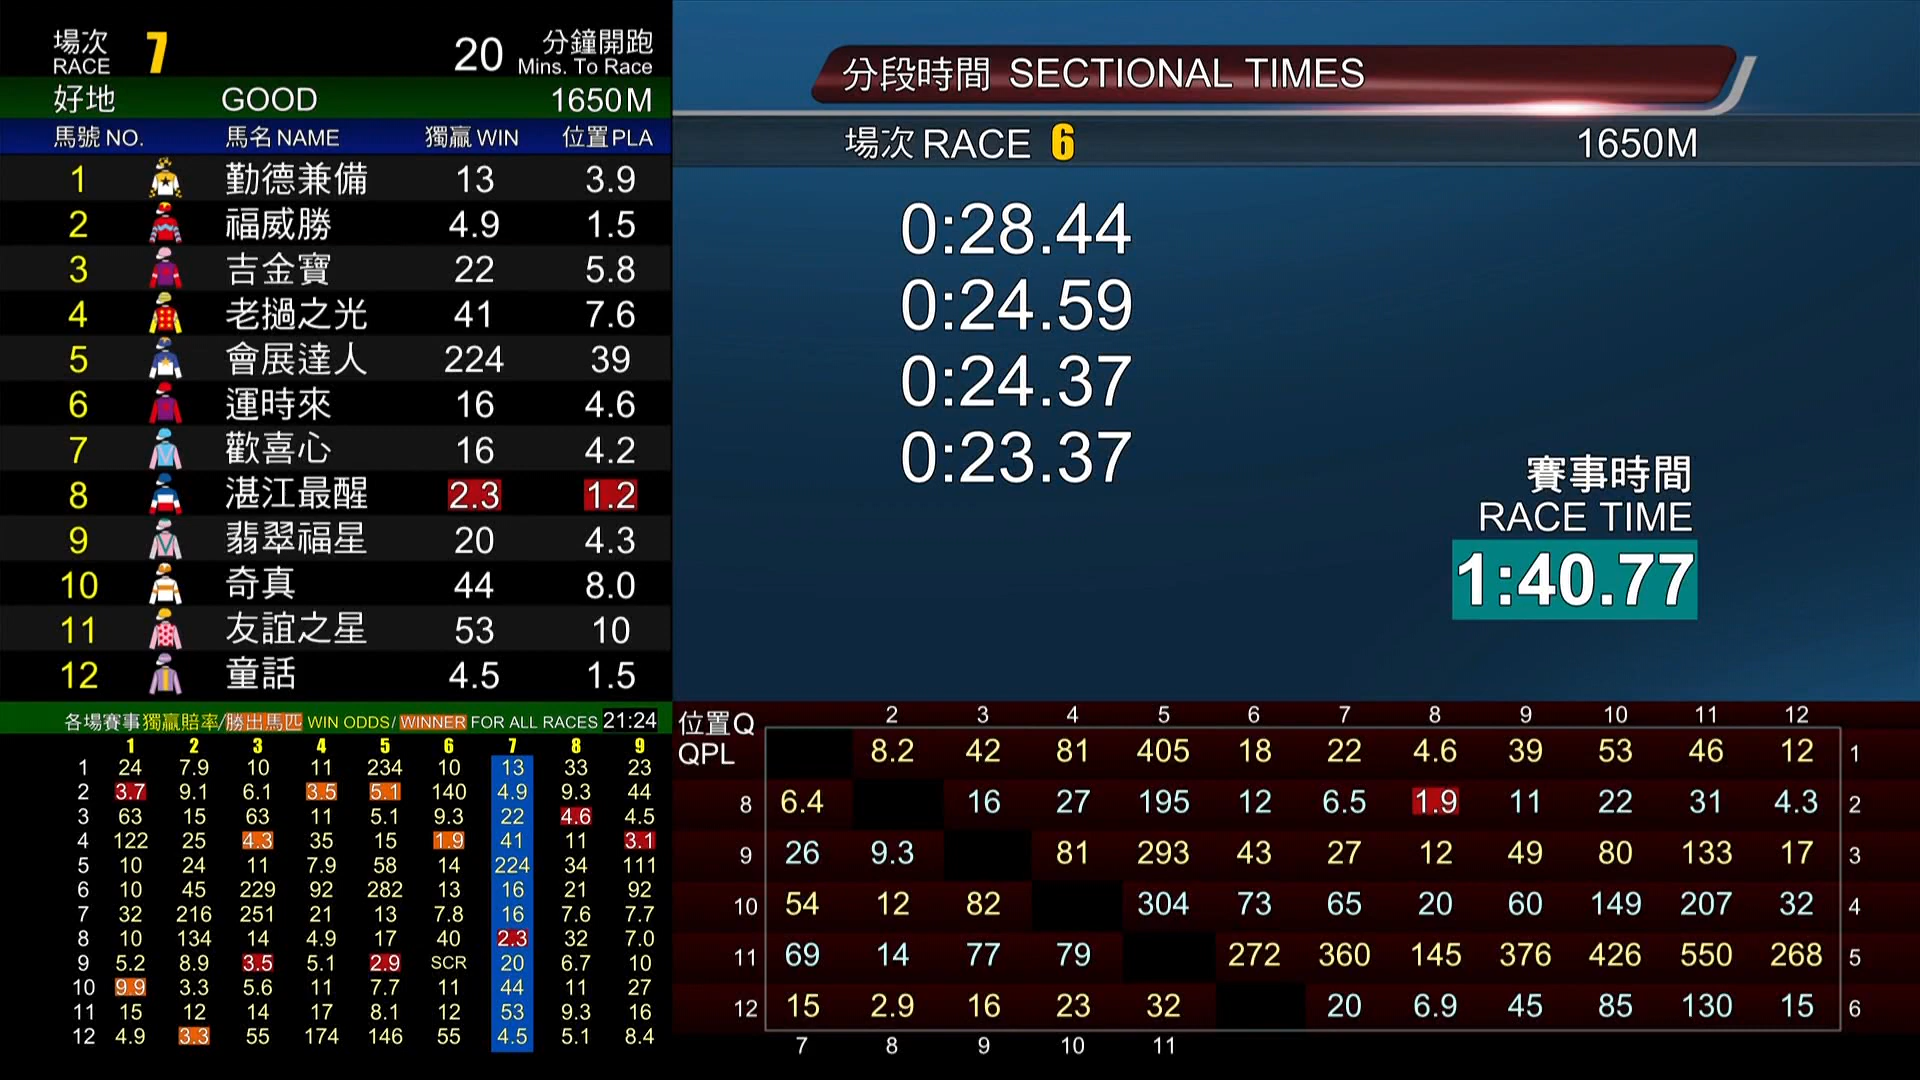 場次 7 20 分鐘開跑
RACE Mins. To Race
好地 GOOD 1650M
馬號 NO. 馬名 NAME 獨贏 WIN 位置 PLA
1 勤德兼備 13 3.9
2 福威勝 4.9 1.5
3 吉金寶 22 5.8
4 老撾之光 41 7.6
5 會展達人 224 39
6 運時來 16 4.6
7 歡喜心 16 4.2
8 湛江最醒 2.3 1.2
9 翡翠福星 20 4.3
10 奇真 44 8.0
11 友誼之星 53 10
12 童話 4.5 1.5
各場賽事獨贏賠率/勝出馬匹 WIN ODDS/ WINNER FOR ALL RACES 21:24
1 2 3 4 5 6 7 8 9
1 24 7.9 10 11 234 10 13 33 23
2 3.7 9.1 6.1 3.5 5.1 140 4.9 9.3 44
3 63 15 63 11 5.1 9.3 22 4.6 4.5
4 122 25 4.3 35 15 1.9 41 11 3.1
5 10 24 11 7.9 58 14 224 34 111
6 10 45 229 92 282 13 16 21 92
7 32 216 251 21 13 7.8 16 7.6 7.7
8 10 134 14 4.9 17 40 2.3 32 7.0
9 5.2 8.9 3.5 5.1 2.9 SCR 20 6.7 10
10 9.9 3.3 5.6 11 7.7 11 44 11 27
11 15 12 14 17 8.1 12 53 9.3 16
12 4.9 3.3 55 174 146 55 4.5 5.1 8.4
分段時間 SECTIONAL TIMES
場次 RACE 6 1650M
0:28.44
0:24.59
0:24.37
0:23.37
賽事時間
RACE TIME
1:40.77
位置Q 2 3 4 5 6 7 8 9 10 11 12
QPL 8.2 42 81 405 18 22 4.6 39 53 46 12 1
8 6.4 16 27 195 12 6.5 1.9 11 22 31 4.3 2
9 26 9.3 81 293 43 27 12 49 80 133 17 3
10 54 12 82 304 73 65 20 60 149 207 32 4
11 69 14 77 79 272 360 145 376 426 550 268 5
12 15 2.9 16 23 32 20 6.9 45 85 130 15 6
7 8 9 10 11